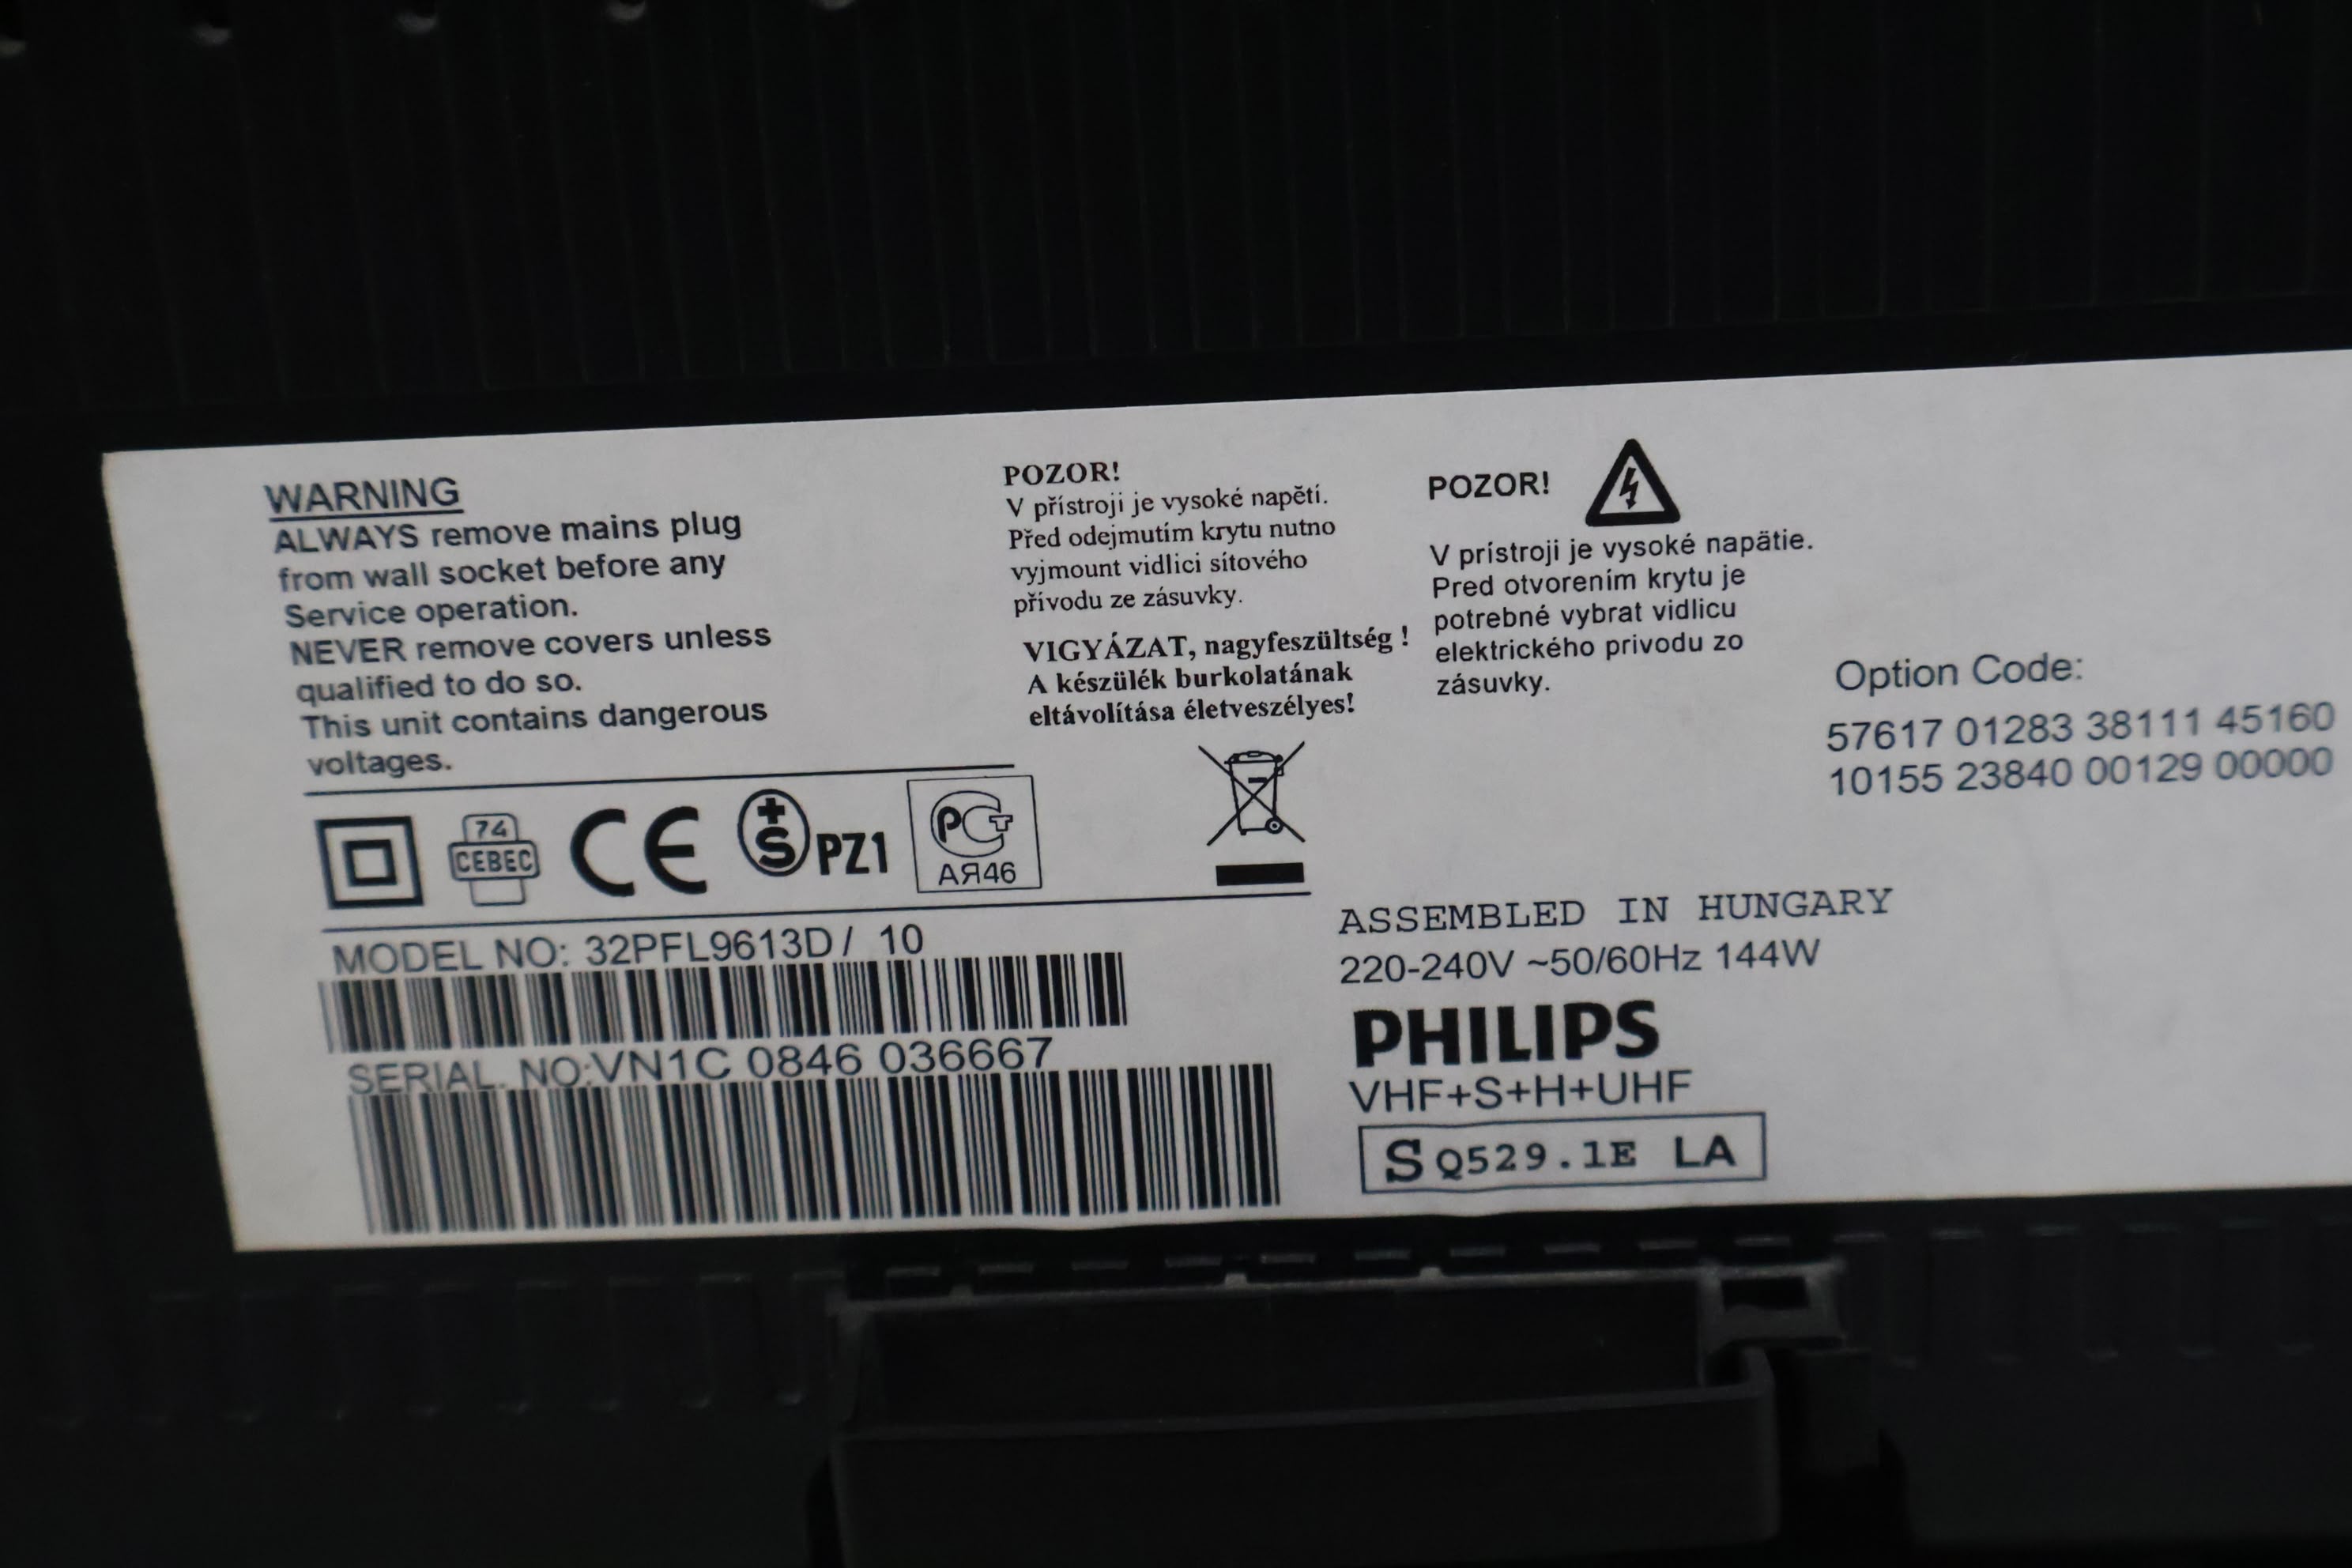 WARNING
ALWAYS remove mains plug
from wall socket before any
Service operation.
NEVER remove covers unless
qualified to do so.
This unit contains dangerous
voltages.
POZOR!
V přístroji je vysoké napětí.
Před odejmutím krytu nutno
vyjmount vidlici sítového
přívodu ze zásuvky.
VIGYÁZAT, nagyfeszültség !
A készülék burkolatának
eltávolítása életveszélyes!
POZOR!
V prístroji je vysoké napätie.
Pred otvorením krytu je
potrebné vybrat vidlicu
elektrického privodu zo
zásuvky.
Option Code:
57617 01283 38111 45160
10155 23840 00129 00000
74
CEBEC
CE
+S PZ1
PCT
АЯ46
MODEL NO: 32PFL9613D/ 10
SERIAL. NO:VN1C 0846 036667
ASSEMBLED IN HUNGARY
220-240V ~50/60Hz 144W
PHILIPS
VHF+S+H+UHF
S Q529.1E LA